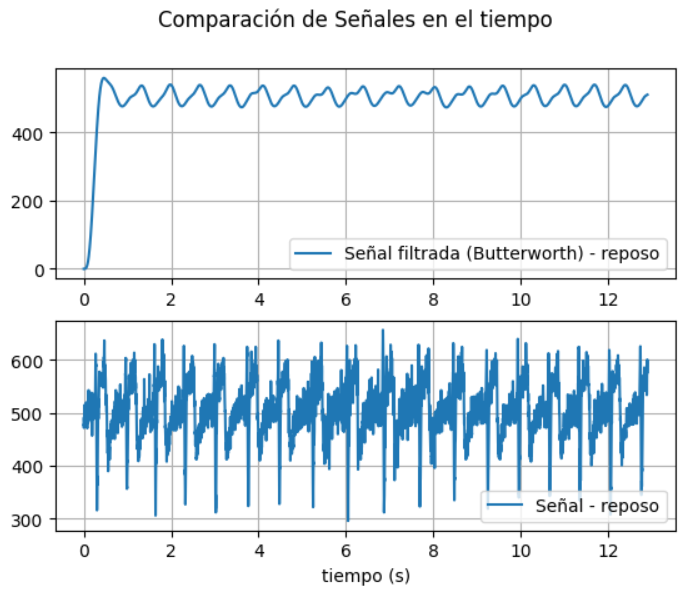 Comparación de Señales en el tiempo
400
200
0
Señal filtrada (Butterworth) - reposo
0 2 4 6 8 10 12
600
500
400
300
Señal - reposo
0 2 4 6 8 10 12
tiempo (s)